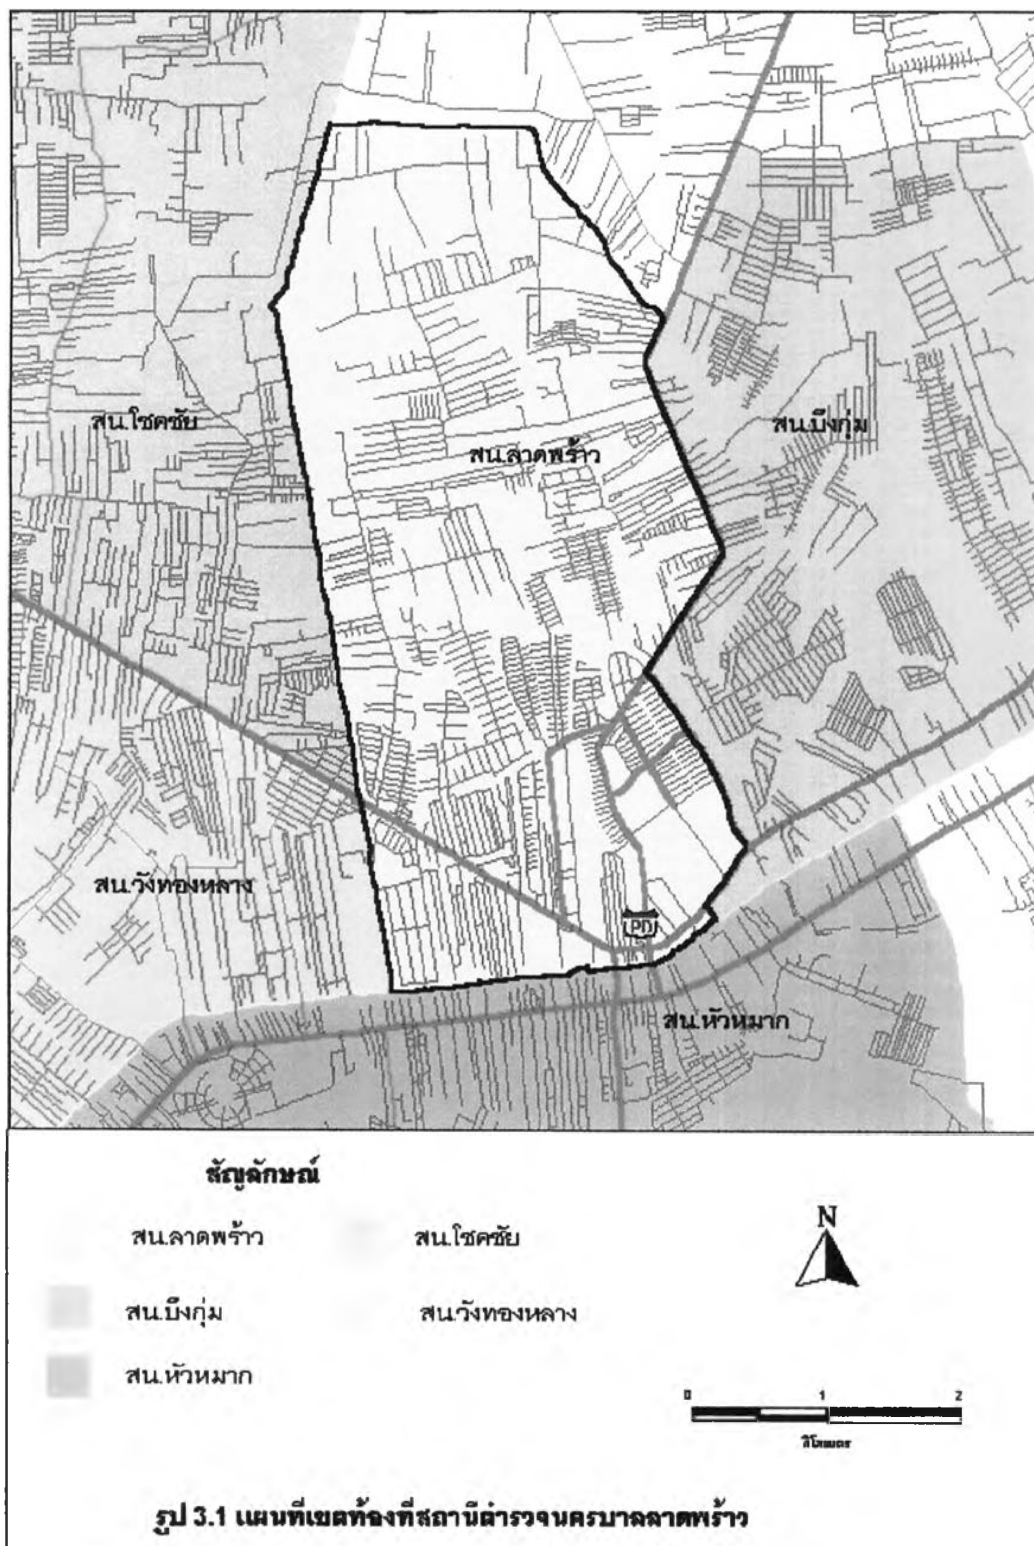 สน.โชคชัย
สน.บึงกุ่ม
สน.ลาดพร้าว
สน.วังทองหลาง
PD
สน.หัวหมาก
สัญลักษณ์
สน.ลาดพร้าว
สน.โชคชัย
สน.บึงกุ่ม
สน.วังทองหลาง
สน.หัวหมาก
N
0 1 2
กิโลเมตร
รูป 3.1 แผนที่เขตท้องที่สถานีตำรวจนครบาลลาดพร้าว